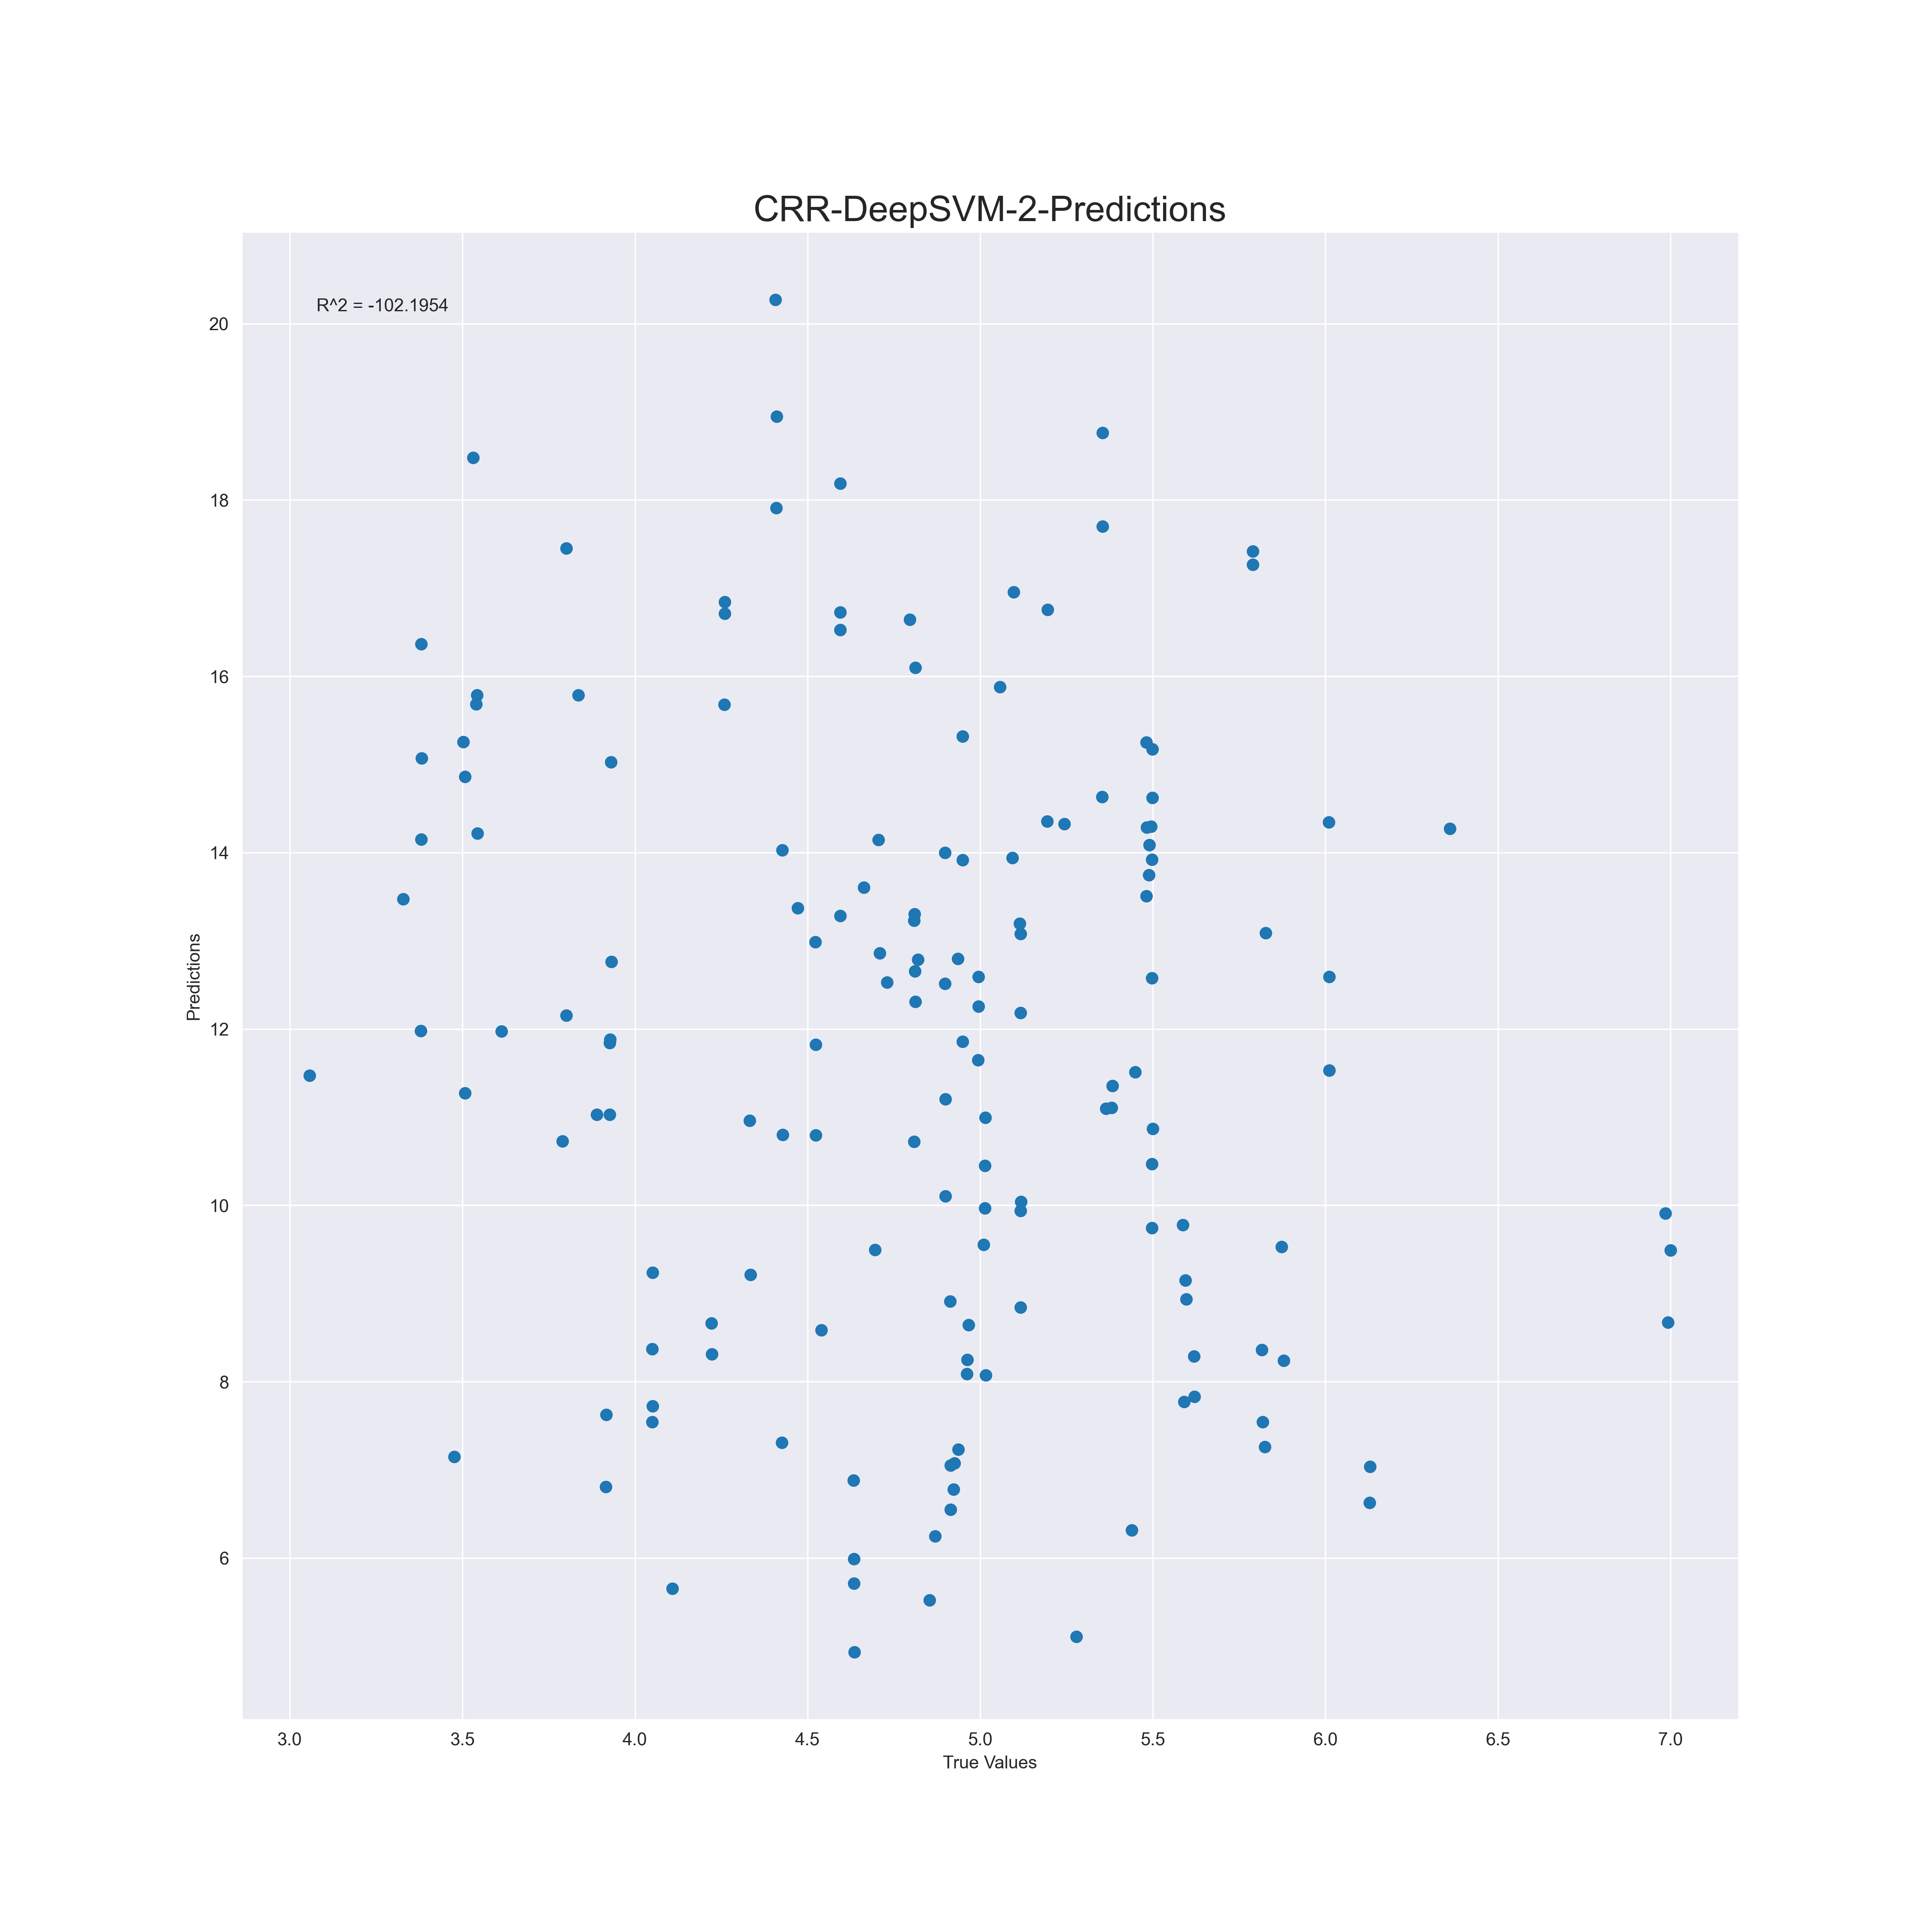 CRR-DeepSVM-2-Predictions
R^2 = -102.1954
20
18
16
14
12
10
8
6
Predictions
3.0 3.5 4.0 4.5 5.0 5.5 6.0 6.5 7.0
True Values